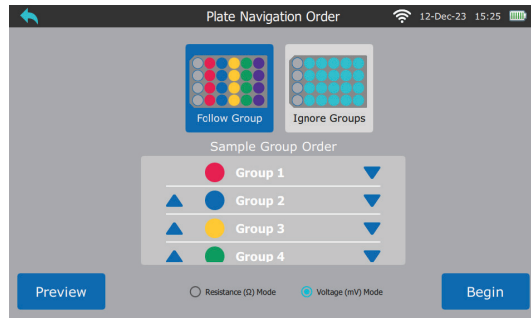 Plate Navigation Order 12-Dec-23 15:25
Follow Group Ignore Groups
Sample Group Order
Group 1
Group 2
Group 3
Group 4
Preview Resistance (Ω) Mode Voltage (mV) Mode Begin